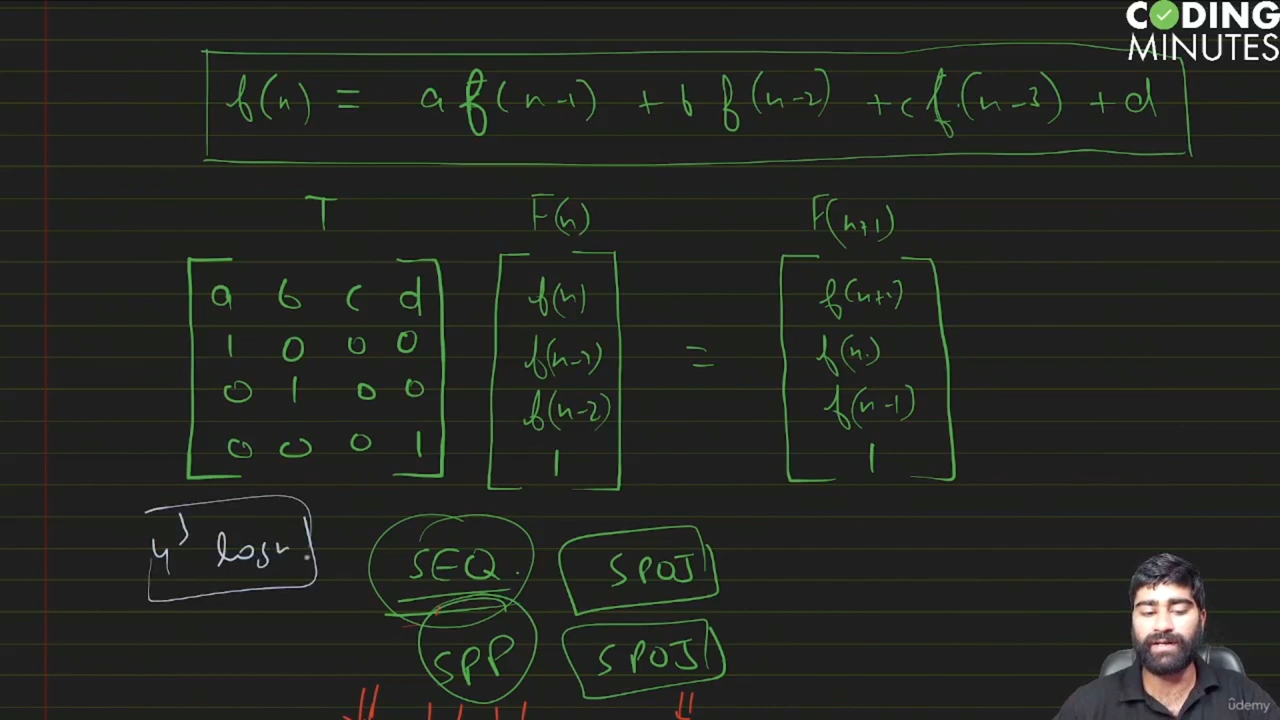 CODING
MINUTES
f(n) = a f(n-1) + b f(n-2) + c f(n-3) + d
T F(n) F(n+1)
a b c d f(n) f(n+1)
1 0 0 0 f(n-1) = f(n)
0 1 0 0 f(n-2) f(n-1)
0 0 0 1 1 1
4³ logn SEQ SPOJ
SPP SPOJ
ûdemy